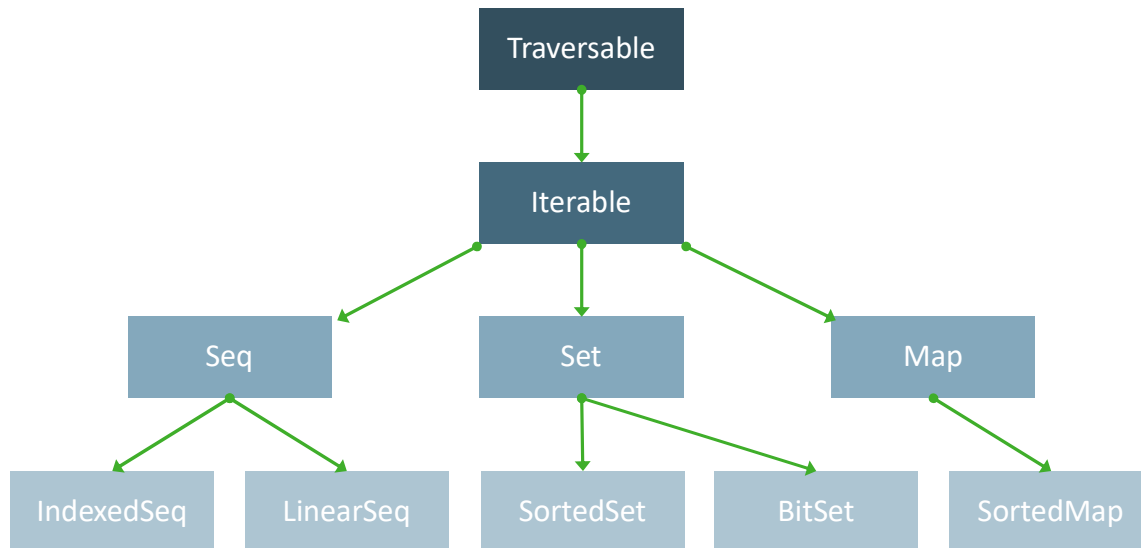 Traversable
Iterable
Seq
Set
Map
IndexedSeq
LinearSeq
SortedSet
BitSet
SortedMap